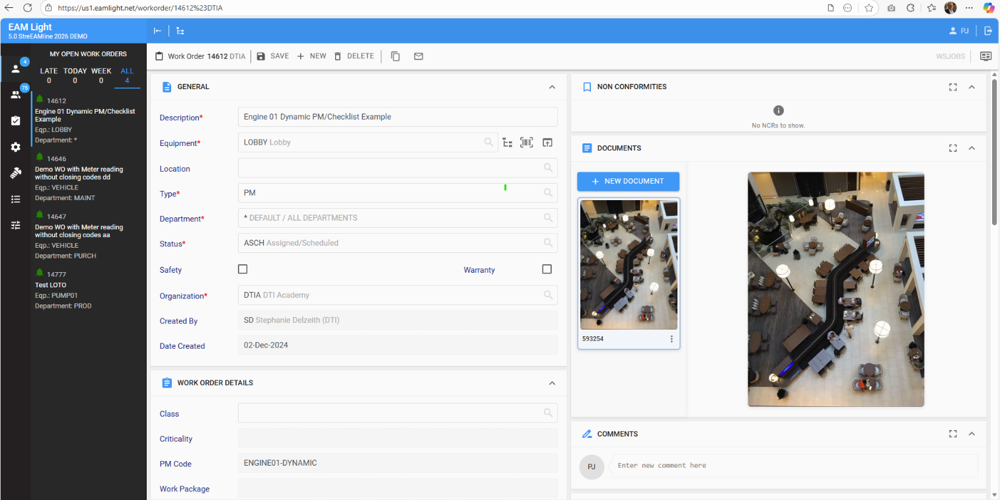 https://us1.eamlight.net/workorder/14612%23DTIA
EAM Light
5.0 StreEAMline 2026 DEMO
PJ
MY OPEN WORK ORDERS
LATE TODAY WEEK ALL
0 0 0 4
4
75
14612
Engine 01 Dynamic PM/Checklist
Example
Eqp.: LOBBY
Department: *
14646
Demo WO with Meter reading
without closing codes dd
Eqp.: VEHICLE
Department: MAINT
14647
Demo WO with Meter reading
without closing codes aa
Eqp.: VEHICLE
Department: PURCH
14777
Test LOTO
Eqp.: PUMP01
Department: PROD
Work Order 14612 DTIA SAVE NEW DELETE WSJOBS
GENERAL
Description* Engine 01 Dynamic PM/Checklist Example
Equipment* LOBBY Lobby
Location
Type* PM
Department* * DEFAULT / ALL DEPARTMENTS
Status* ASCH Assigned/Scheduled
Safety Warranty
Organization* DTIA DTI Academy
Created By SD Stephanie Delzeith (DTI)
Date Created 02-Dec-2024
WORK ORDER DETAILS
Class
Criticality
PM Code ENGINE01-DYNAMIC
Work Package
NON CONFORMITIES
No NCRs to show.
DOCUMENTS
+ NEW DOCUMENT
593254
COMMENTS
PJ Enter new comment here